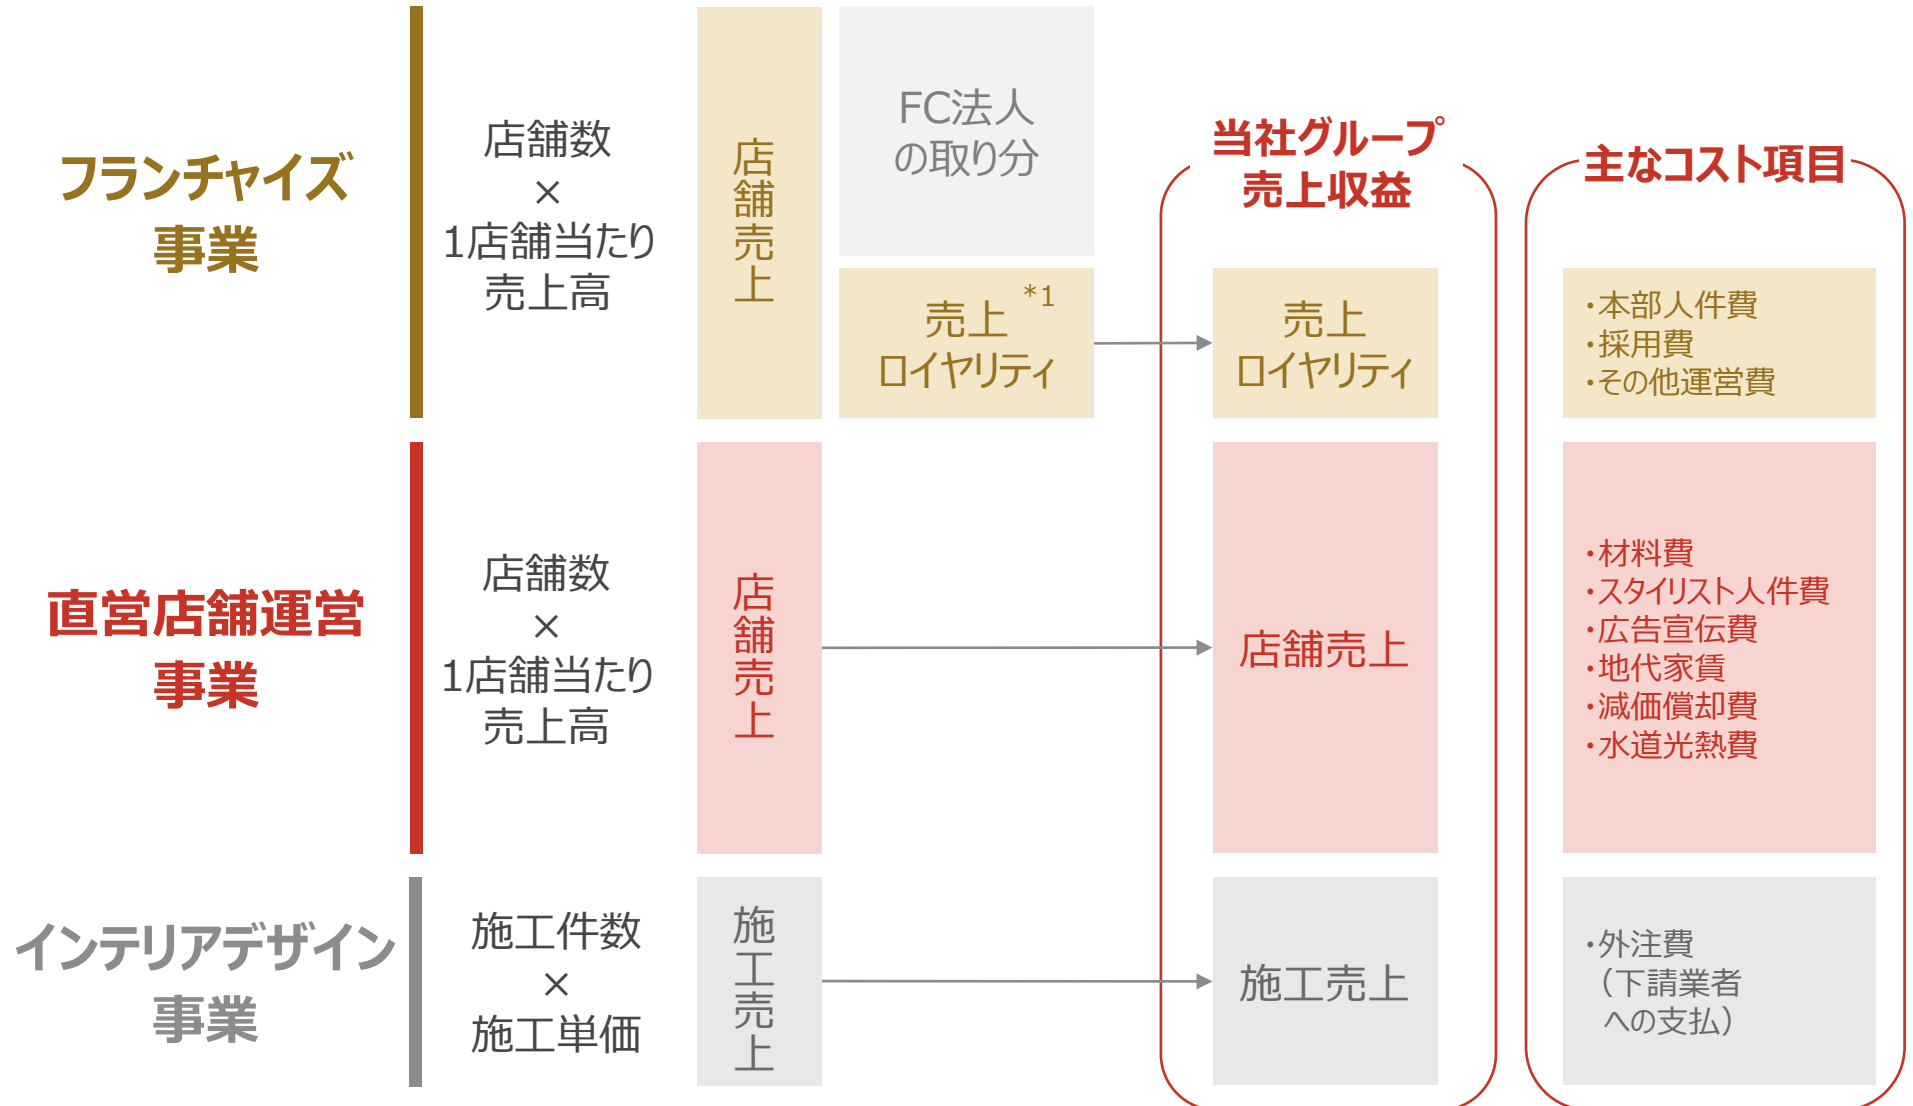 フランチャイズ
事業
店舗数
×
1店舗当たり
売上高
店舗売上
FC法人
の取り分
売上 *1
ロイヤリティ
当社グループ
売上収益
売上
ロイヤリティ
主なコスト項目
・本部人件費
・採用費
・その他運営費
直営店舗運営
事業
店舗数
×
1店舗当たり
売上高
店舗売上
店舗売上
・材料費
・スタイリスト人件費
・広告宣伝費
・地代家賃
・減価償却費
・水道光熱費
インテリアデザイン
事業
施工件数
×
施工単価
施工売上
施工売上
・外注費
（下請業者
への支払）